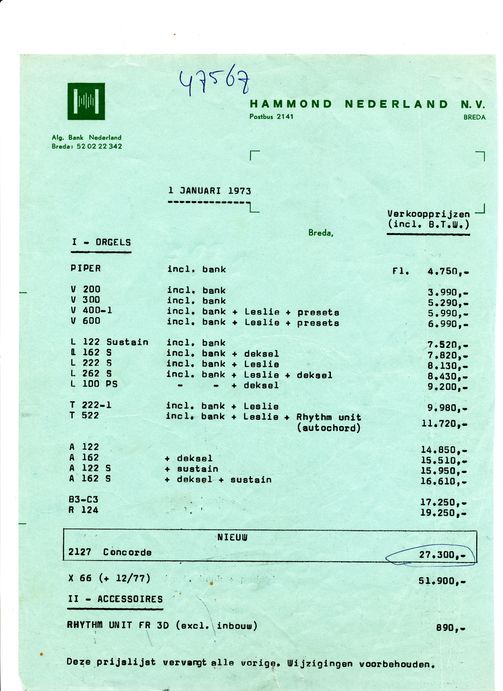 47567
HAMMOND NEDERLAND N.V.
Postbus 2141 BREDA
Alg. Bank Nederland
Breda: 52 02 22 342
1 JANUARI 1973
Verkoopprijzen
(incl. B.T.W.)
Breda,
I - ORGELS
PIPER incl. bank Fl. 4.750,-
V 200 incl. bank 3.990,-
V 300 incl. bank 5.290,-
V 400-1 incl. bank + Leslie + presets 5.990,-
V 600 incl. bank + Leslie + presets 6.990,-
L 122 Sustain incl. bank 7.520,-
L 162 S incl. bank + deksel 7.820,-
L 222 S incl. bank + Leslie 8.130,-
L 262 S incl. bank + Leslie + deksel 8.430,-
L 100 PS - - + deksel 9.200,-
T 222-1 incl. bank + Leslie 9.980,-
T 522 incl. bank + Leslie + Rhythm unit
(autochord) 11.720,-
A 122 14.850,-
A 162 + deksel 15.510,-
A 122 S + sustain 15.950,-
A 162 S + deksel + sustain 16.610,-
B3-C3 17.250,-
R 124 19.250,-
NIEUW
2127 Concorde 27.300,-
X 66 (+ 12/77) 51.900,-
II - ACCESSOIRES
RHYTHM UNIT FR 3D (excl. inbouw) 890,-
Deze prijslijst vervangt alle vorige. Wijzigingen voorbehouden.